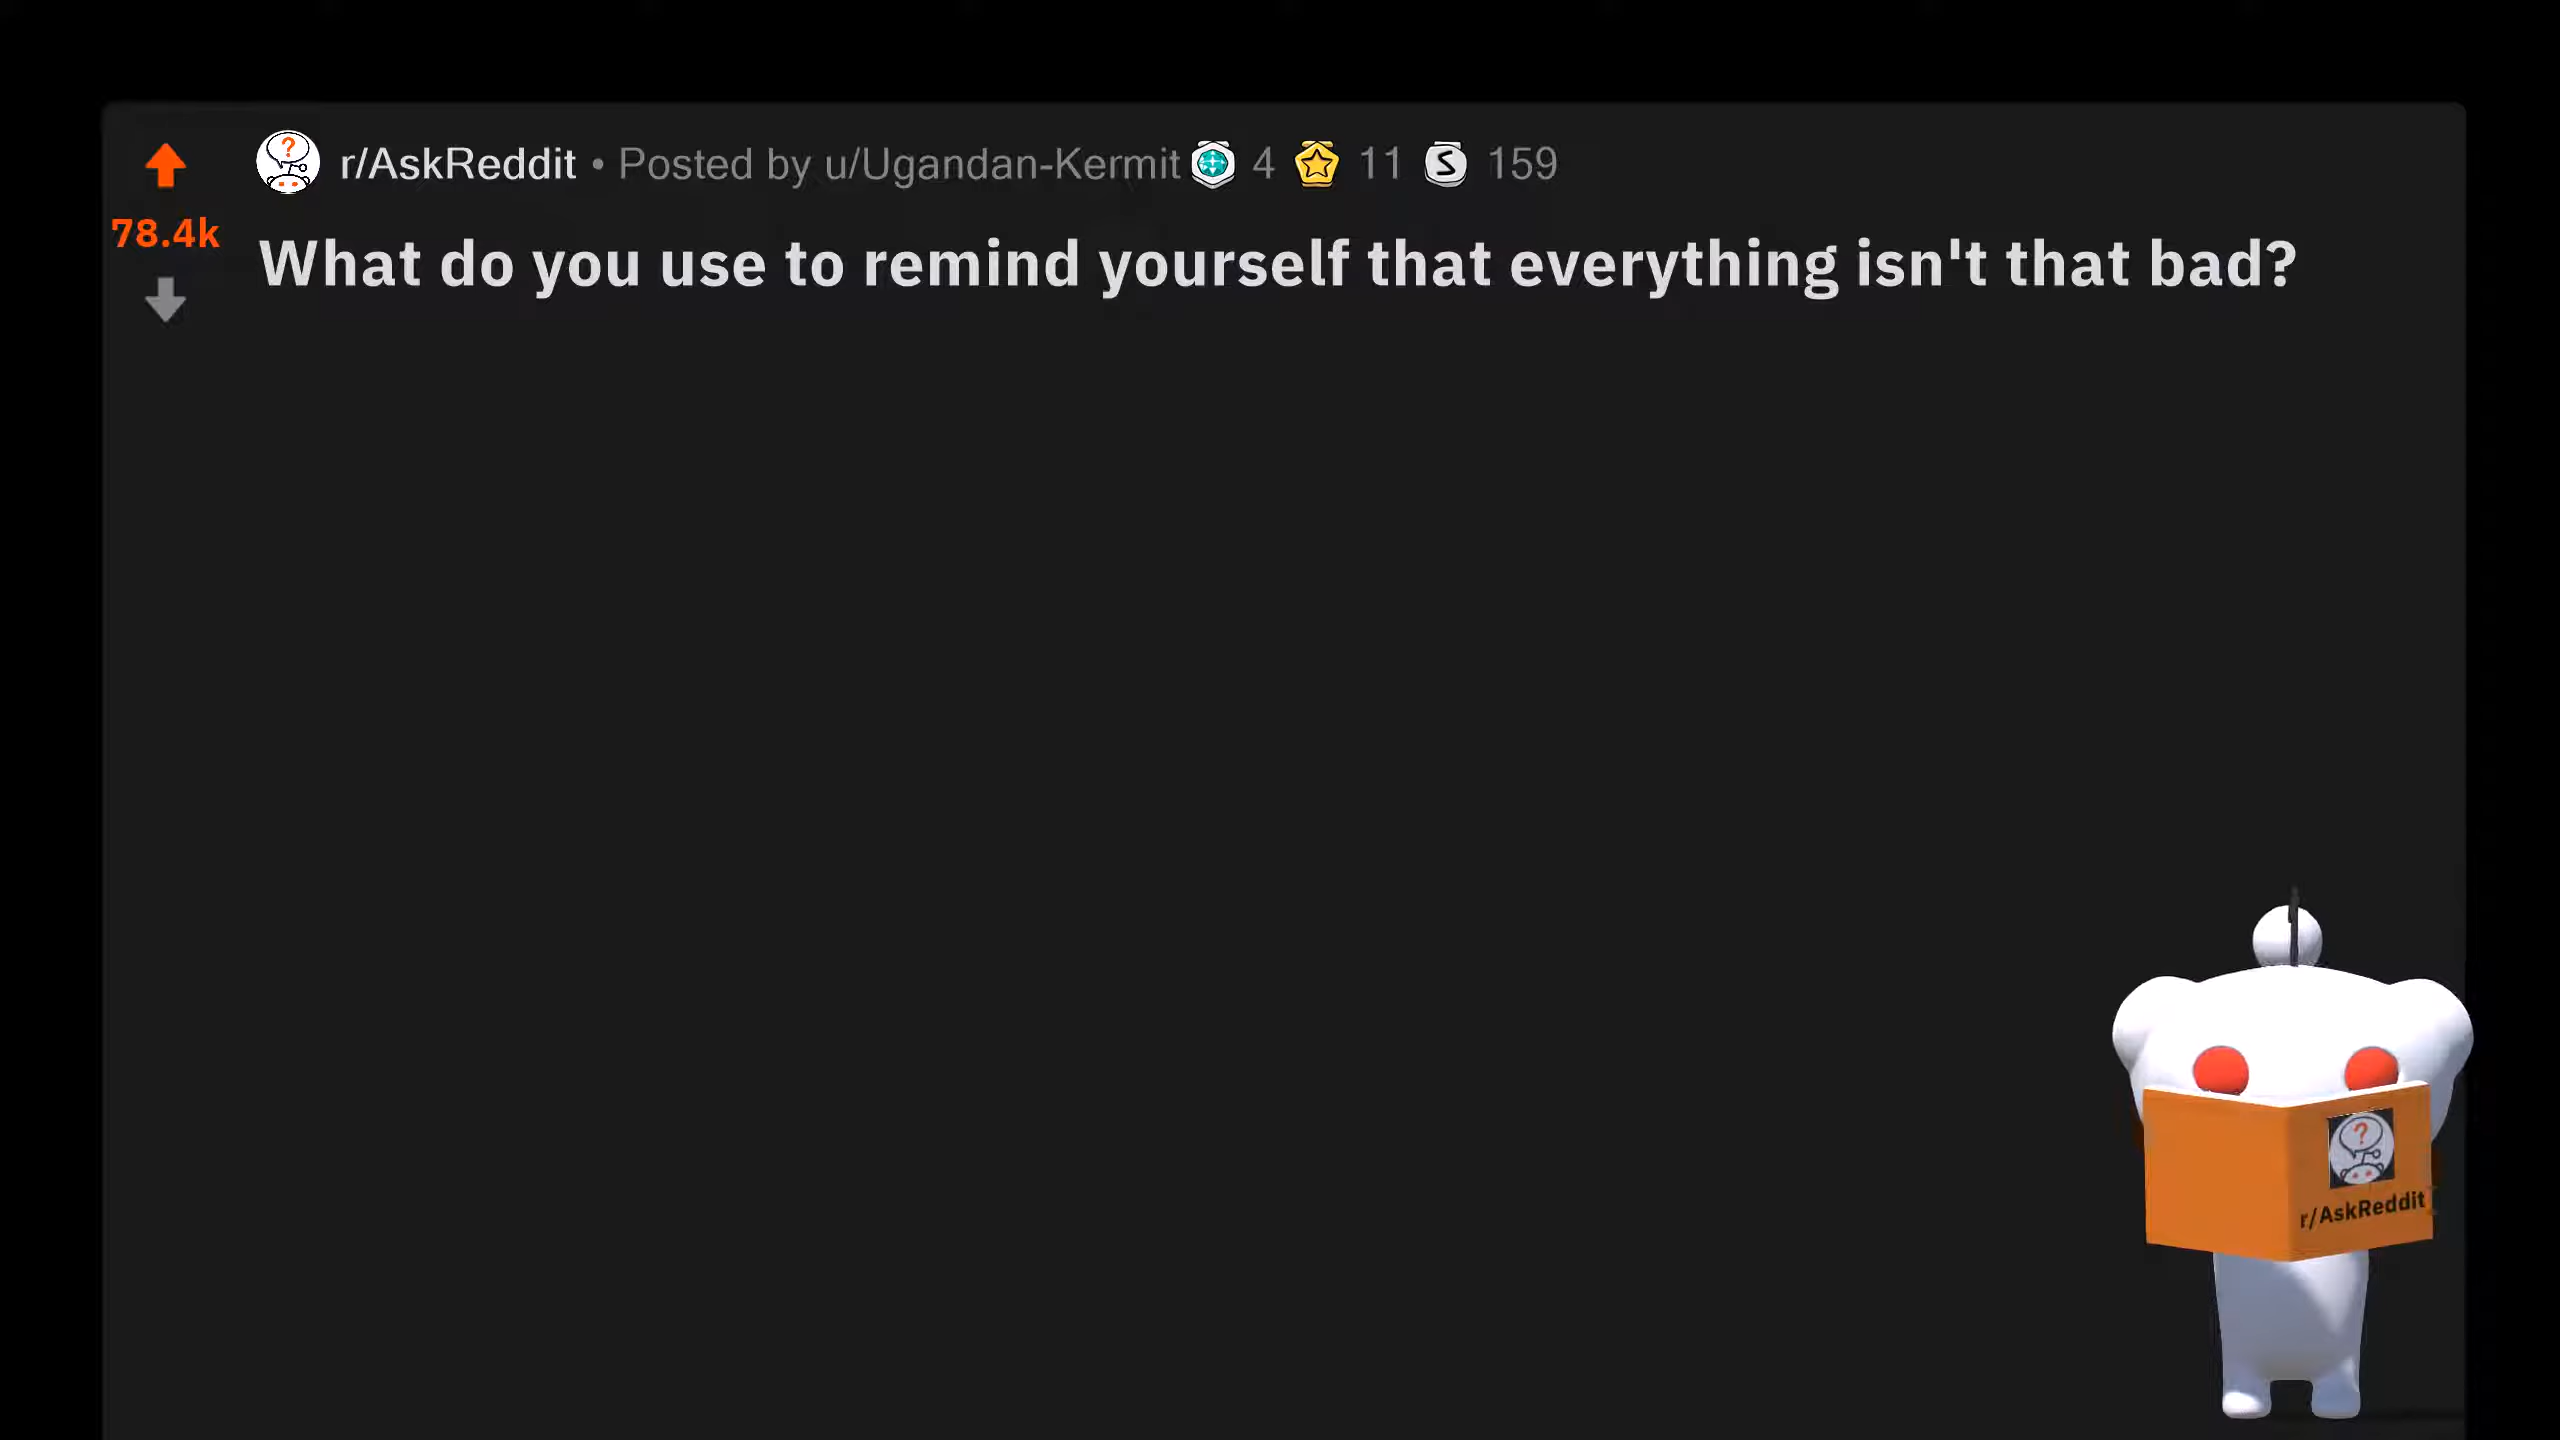 r/AskReddit • Posted by u/Ugandan-Kermit 4 11 S 159
78.4k
What do you use to remind yourself that everything isn't that bad?
?
r/AskReddit